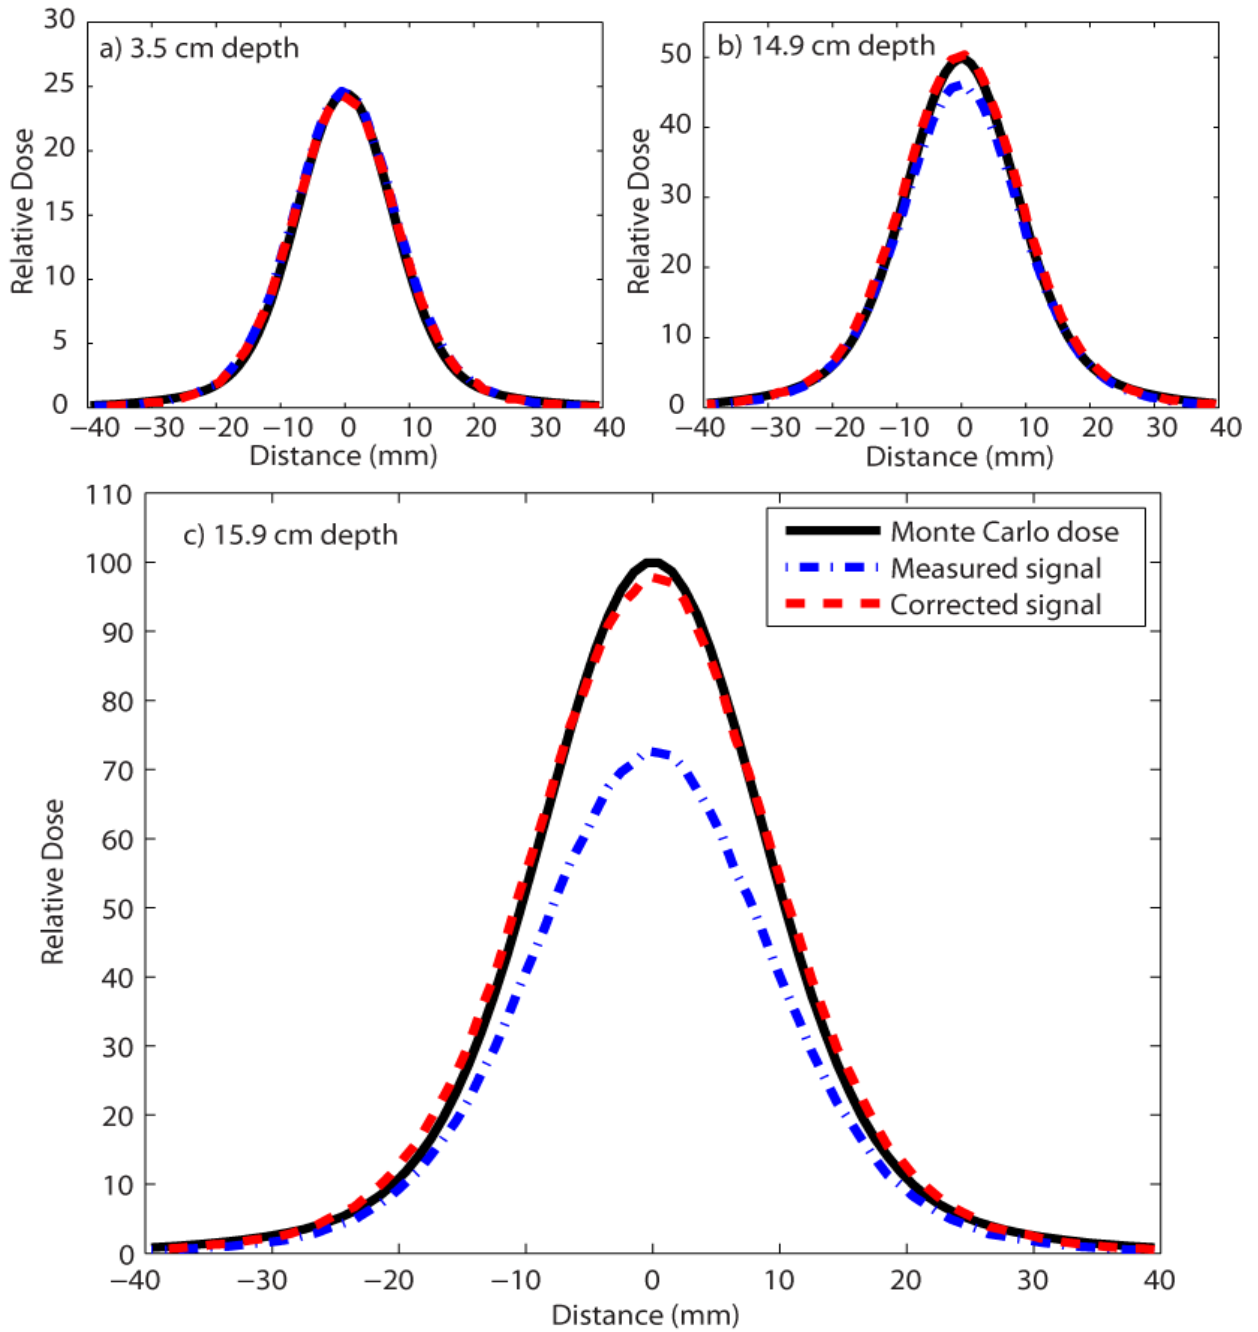 a) 3.5 cm depth
30
25
20
15
10
5
0
Relative Dose
−40 −30 −20 −10 0 10 20 30 40
Distance (mm)
b) 14.9 cm depth
50
40
30
20
10
0
Relative Dose
−40 −30 −20 −10 0 10 20 30 40
Distance (mm)
c) 15.9 cm depth
Monte Carlo dose
Measured signal
Corrected signal
110
100
90
80
70
60
50
40
30
20
10
0
Relative Dose
−40 −30 −20 −10 0 10 20 30 40
Distance (mm)